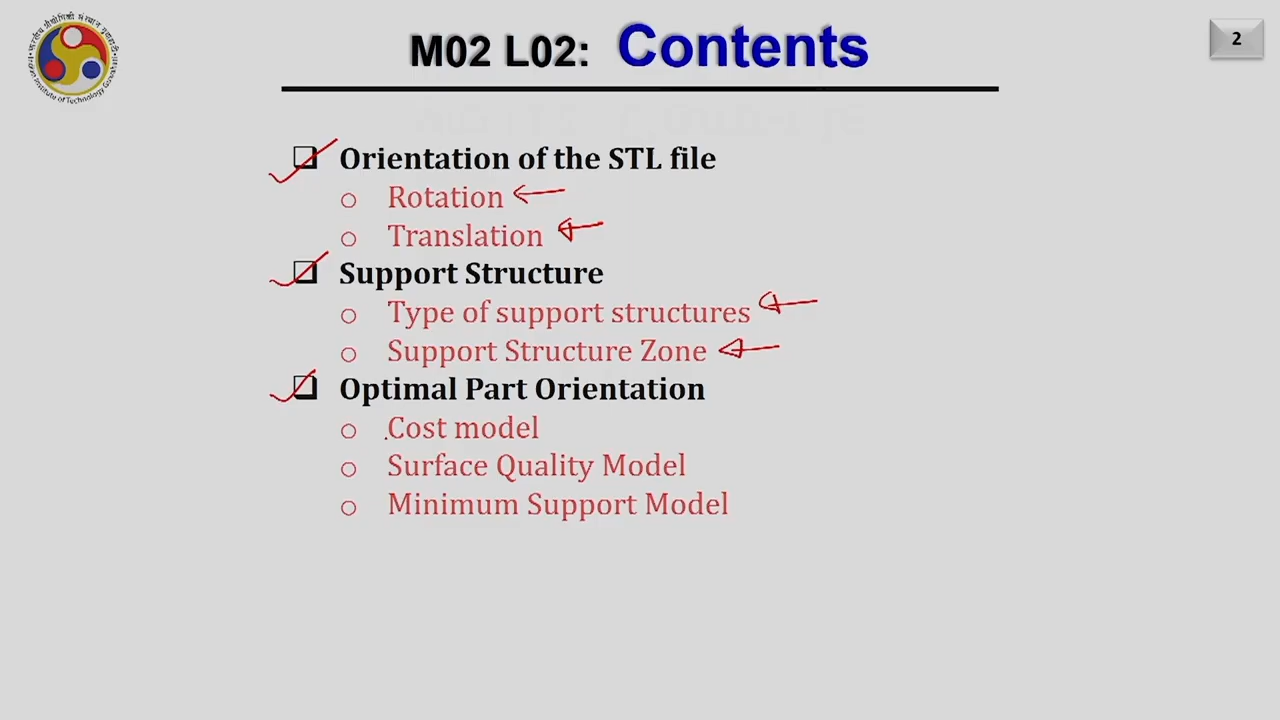 M02 L02: Contents
2
Orientation of the STL file
Rotation
Translation
Support Structure
Type of support structures
Support Structure Zone
Optimal Part Orientation
Cost model
Surface Quality Model
Minimum Support Model